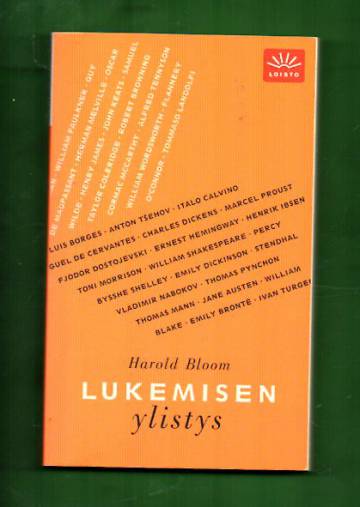 LOISTO
AN · WILLIAM FAULKNER · GUY
DE MAUPASSANT · HERMAN MELVILLE · OSCAR
WILDE · HENRY JAMES · JOHN KEATS · SAMUEL
TAYLOR COLERIDGE · ROBERT BROWNING
CORMAC McCARTHY · ALFRED TENNYSON
WILLIAM WORDSWORTH · FLANNERY
O'CONNOR · TOMMASO LANDOLFI
LUIS BORGES · ANTON TSEHOV · ITALO CALVINO
GUEL DE CERVANTES · CHARLES DICKENS · MARCEL PROUST
FJODOR DOSTOJEVSKI · ERNEST HEMINGWAY · HENRIK IBSEN
TONI MORRISON · WILLIAM SHAKESPEARE · PERCY
BYSSHE SHELLEY · EMILY DICKINSON · STENDHAL
VLADIMIR NABOKOV · THOMAS PYNCHON
THOMAS MANN · JANE AUSTEN · WILLIAM
BLAKE · EMILY BRONTË · IVAN TURGE
Harold Bloom
LUKEMISEN
ylistys